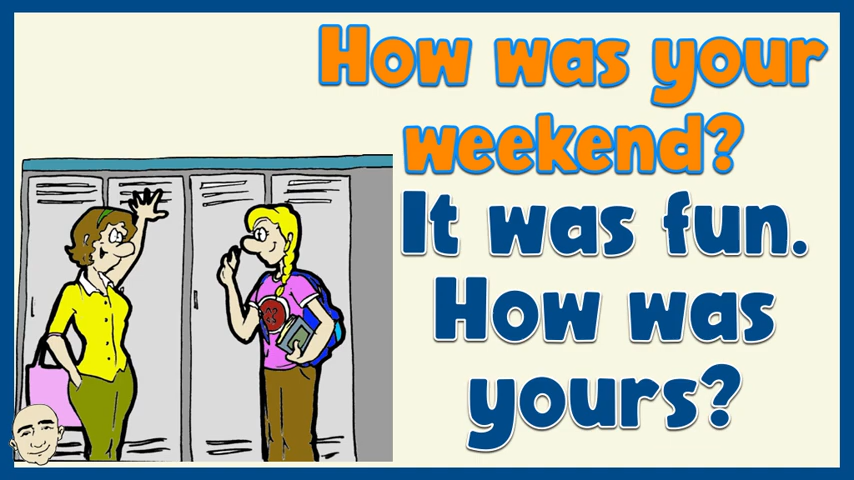 How was your
weekend?
It was fun.
How was
yours?